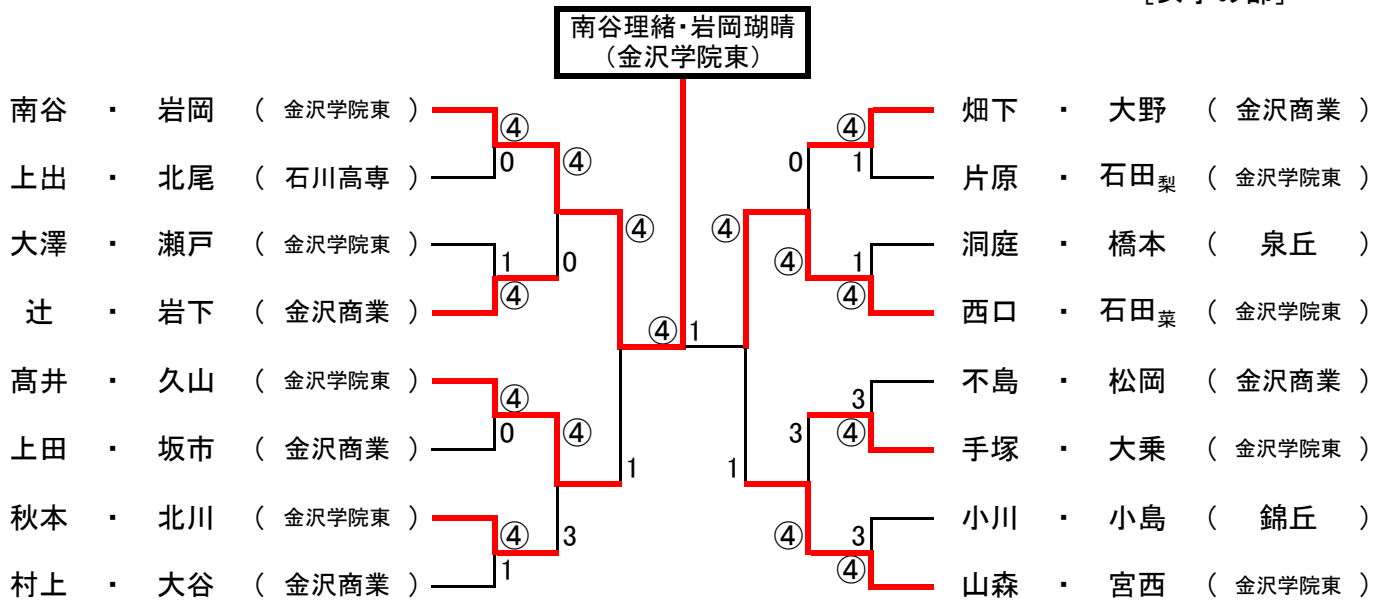 南谷理緒・岩岡瑚晴
（金沢学院東）
南谷 ・ 岩岡 （ 金沢学院東 ）
④
0
上出 ・ 北尾 （ 石川高専 ）
④
大澤 ・ 瀬戸 （ 金沢学院東 ）
1
④
0
辻 ・ 岩下 （ 金沢商業 ）
④
髙井 ・ 久山 （ 金沢学院東 ）
④
0
上田 ・ 坂市 （ 金沢商業 ）
④
1
秋本 ・ 北川 （ 金沢学院東 ）
④
1
3
村上 ・ 大谷 （ 金沢商業 ）
④ 1
畑下 ・ 大野 （ 金沢商業 ）
④
1
0
片原 ・ 石田梨 （ 金沢学院東 ）
④
洞庭 ・ 橋本 （ 泉丘 ）
1
④
④
西口 ・ 石田菜 （ 金沢学院東 ）
不島 ・ 松岡 （ 金沢商業 ）
3
④
3
手塚 ・ 大乗 （ 金沢学院東 ）
1
小川 ・ 小島 （ 錦丘 ）
3
④
④
山森 ・ 宮西 （ 金沢学院東 ）